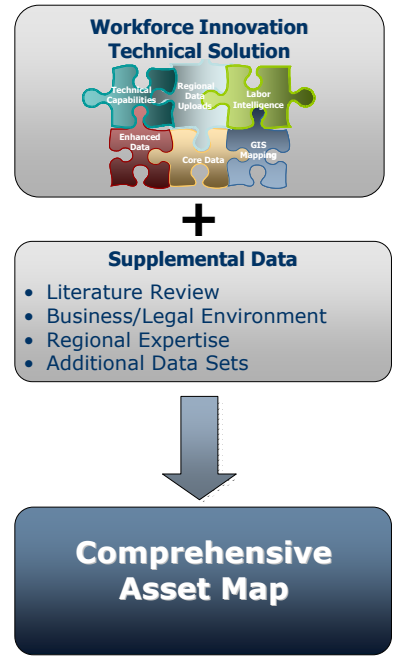 Workforce Innovation
Technical Solution
Technical
Capabilities
Regional
Data
Uploads
Labor
Intelligence
Enhanced
Data
Core Data
GIS
Mapping
+
Supplemental Data
• Literature Review
• Business/Legal Environment
• Regional Expertise
• Additional Data Sets
Comprehensive
Asset Map